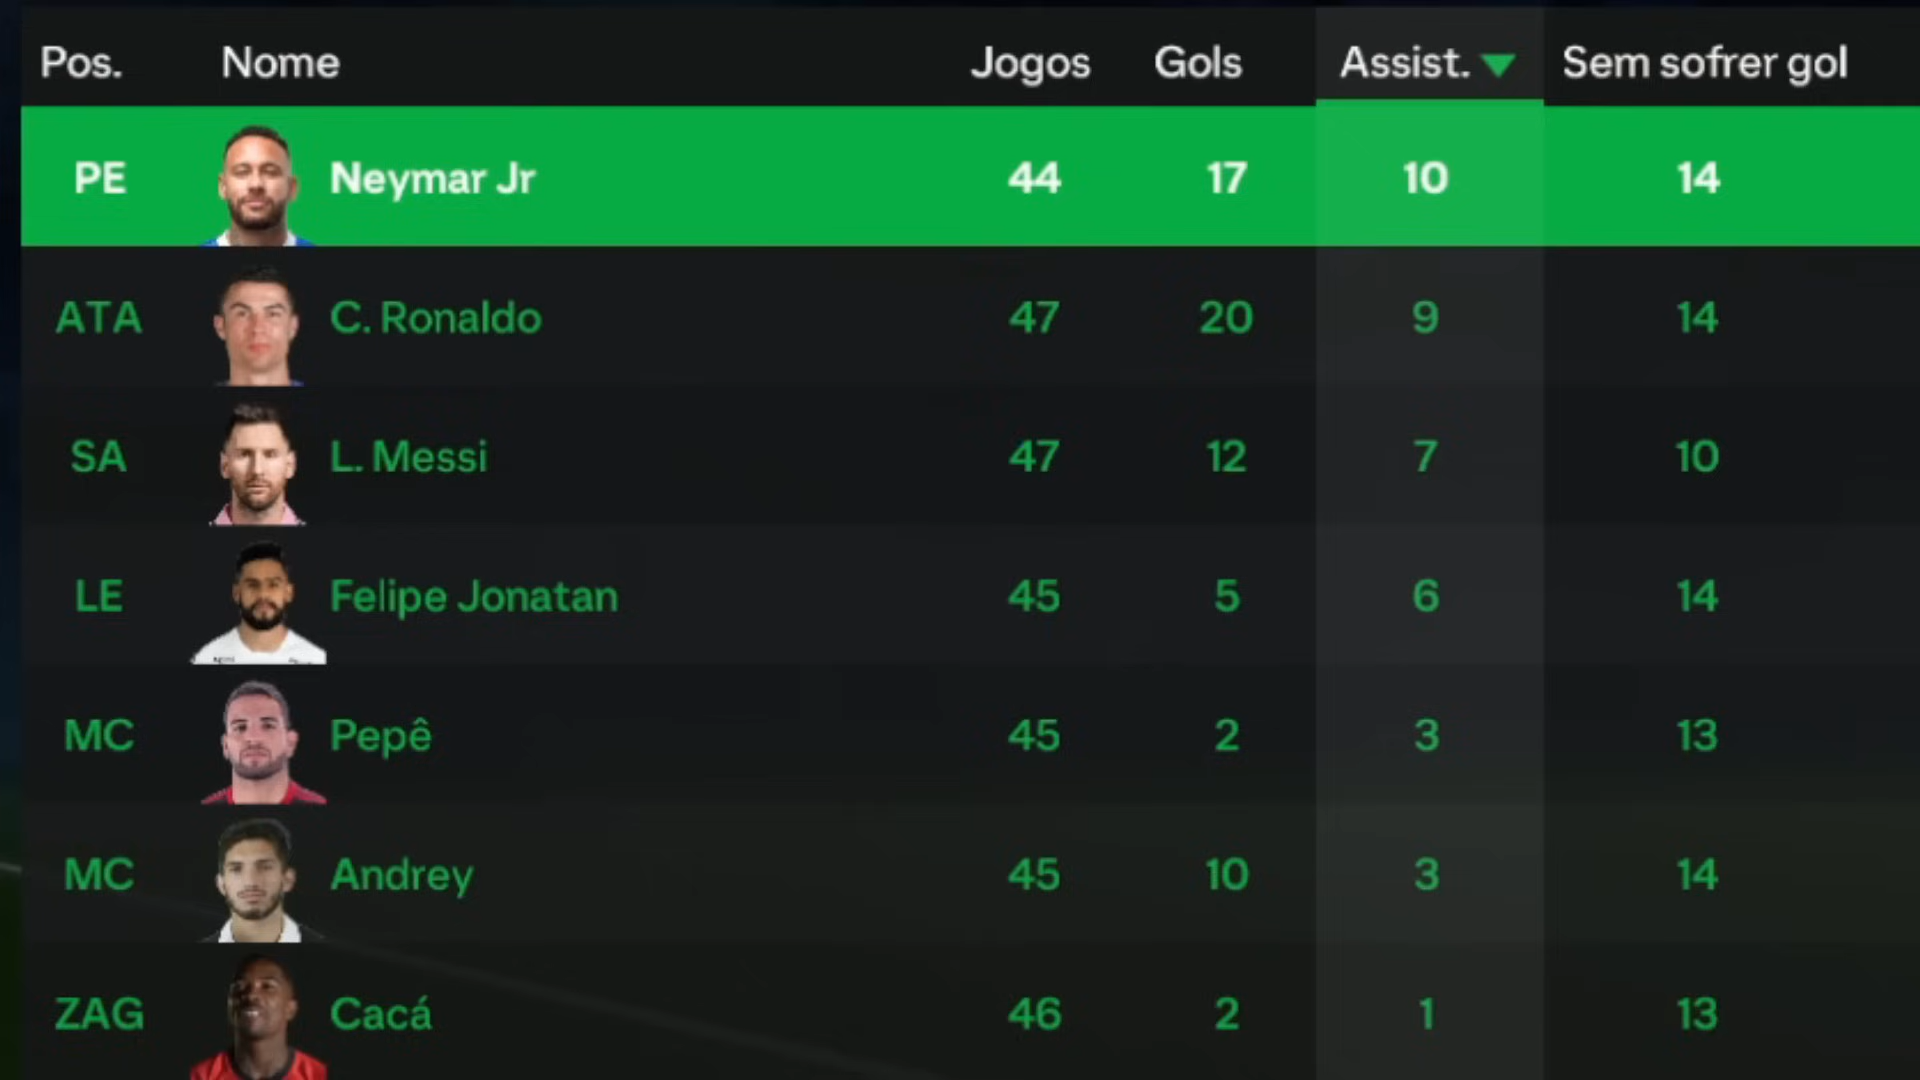 Pos. Nome Jogos Gols Assist. Sem sofrer gol
PE Neymar Jr 44 17 10 14
ATA C. Ronaldo 47 20 9 14
SA L. Messi 47 12 7 10
LE Felipe Jonatan 45 5 6 14
MC Pepê 45 2 3 13
MC Andrey 45 10 3 14
ZAG Cacá 46 2 1 13